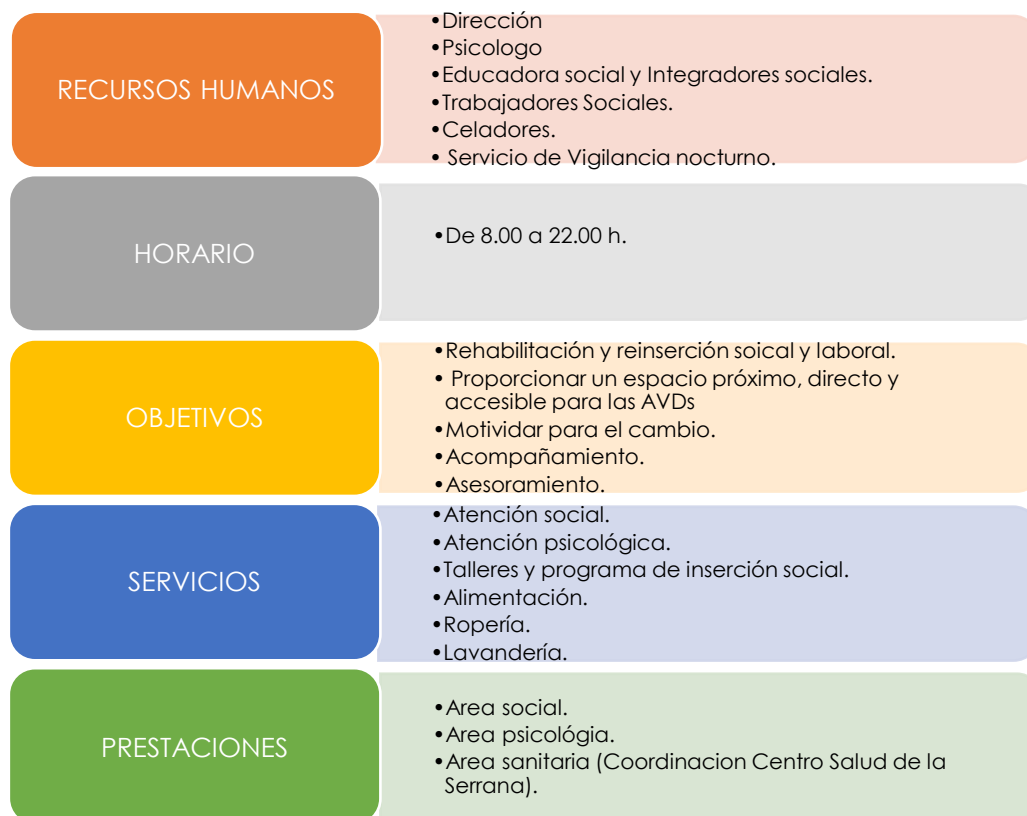 RECURSOS HUMANOS
•Dirección
•Psicologo
•Educadora social y Integradores sociales.
•Trabajadores Sociales.
•Celadores.
• Servicio de Vigilancia nocturno.
HORARIO
•De 8.00 a 22.00 h.
OBJETIVOS
•Rehabilitación y reinserción soical y laboral.
• Proporcionar un espacio próximo, directo y
accesible para las AVDs
•Motividar para el cambio.
•Acompañamiento.
•Asesoramiento.
SERVICIOS
•Atención social.
•Atención psicológica.
•Talleres y programa de inserción social.
•Alimentación.
•Ropería.
•Lavandería.
PRESTACIONES
•Area social.
•Area psicológia.
•Area sanitaria (Coordinacion Centro Salud de la
Serrana).